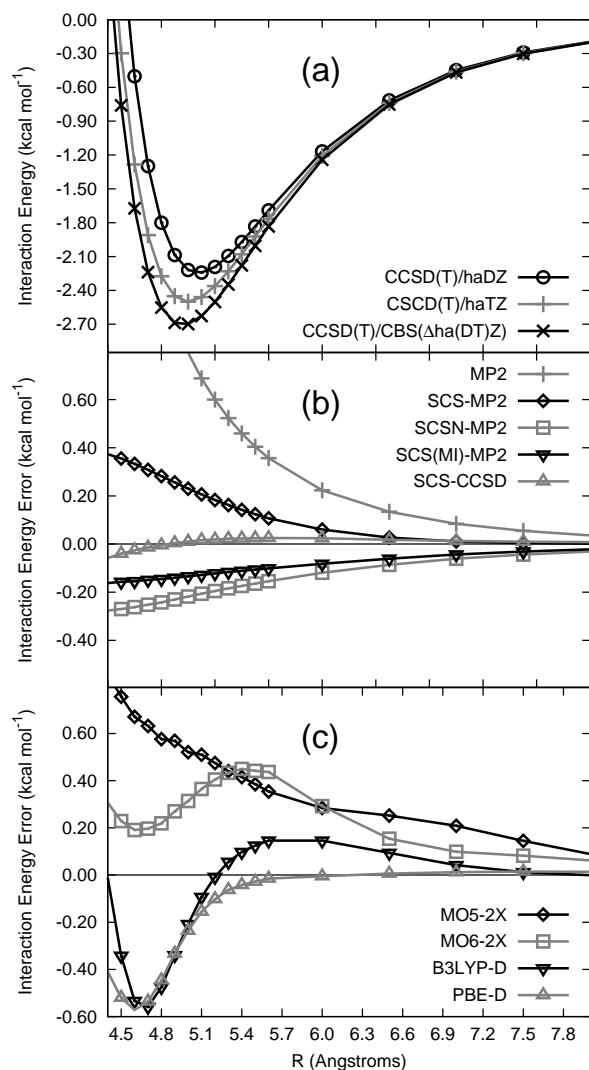 0.00
-0.30
-0.60
-0.90
-1.20
-1.50
-1.80
-2.10
-2.40
-2.70
Interaction Energy (kcal mol-1)
(a)
CCSD(T)/haDZ
CSCD(T)/haTZ
CCSD(T)/CBS(Δha(DT)Z)
0.60
0.40
0.20
0.00
-0.20
-0.40
Interaction Energy Error (kcal mol-1)
(b)
MP2
SCS-MP2
SCSN-MP2
SCS(MI)-MP2
SCS-CCSD
0.60
0.40
0.20
0.00
-0.20
-0.40
-0.60
Interaction Energy Error (kcal mol-1)
(c)
MO5-2X
MO6-2X
B3LYP-D
PBE-D
4.5 4.8 5.1 5.4 5.7 6.0 6.3 6.6 6.9 7.2 7.5 7.8
R (Angstroms)